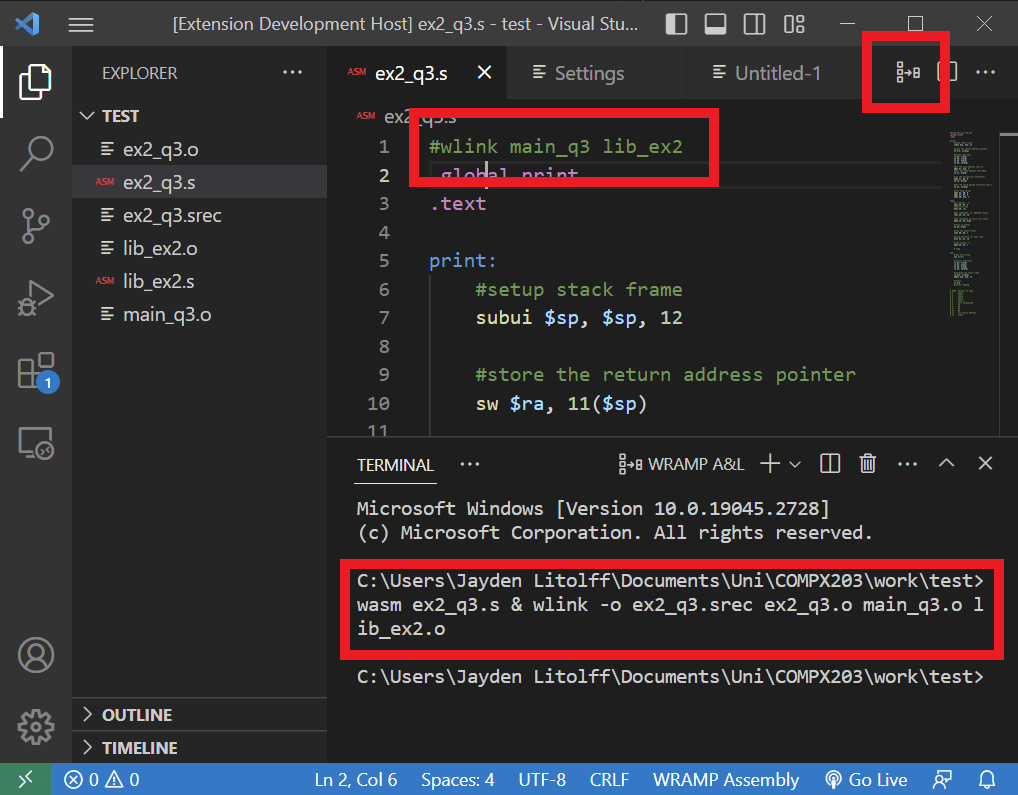 [Extension Development Host] ex2_q3.s - test - Visual Stu...
EXPLORER
TEST
ex2_q3.o
ASM ex2_q3.s
ex2_q3.srec
lib_ex2.o
ASM lib_ex2.s
main_q3.o
1
OUTLINE
TIMELINE
ASM ex2_q3.s
Settings
Untitled-1
ASM ex2_q3.s
1 #wlink main_q3 lib_ex2
2 .global print
3 .text
4
5 print:
6 #setup stack frame
7 subui $sp, $sp, 12
8
9 #store the return address pointer
10 sw $ra, 11($sp)
11
TERMINAL
WRAMP A&L
Microsoft Windows [Version 10.0.19045.2728]
(c) Microsoft Corporation. All rights reserved.
C:\Users\Jayden Litolff\Documents\Uni\COMPX203\work\test>
wasm ex2_q3.s & wlink -o ex2_q3.srec ex2_q3.o main_q3.o l
ib_ex2.o
C:\Users\Jayden Litolff\Documents\Uni\COMPX203\work\test>
0 0 Ln 2, Col 6 Spaces: 4 UTF-8 CRLF WRAMP Assembly Go Live